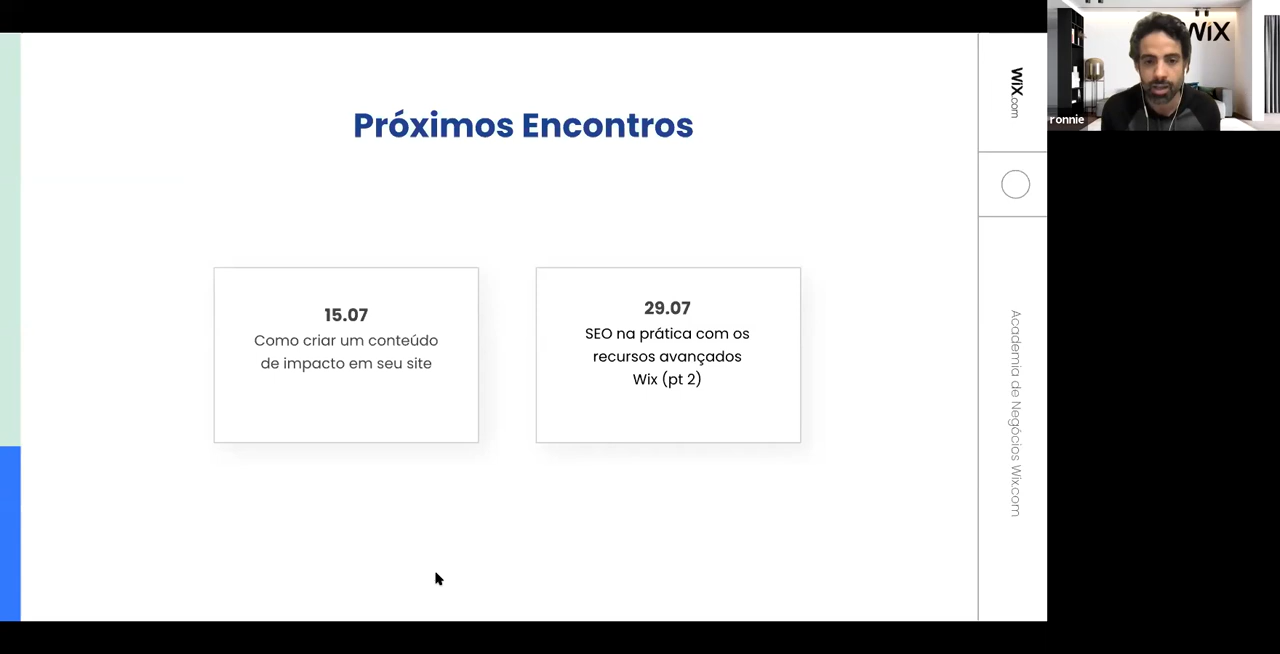 Próximos Encontros
15.07
Como criar um conteúdo
de impacto em seu site
29.07
SEO na prática com os
recursos avançados
Wix (pt 2)
WiX.com
Academia de Negócios Wix.com
WiX
ronnie